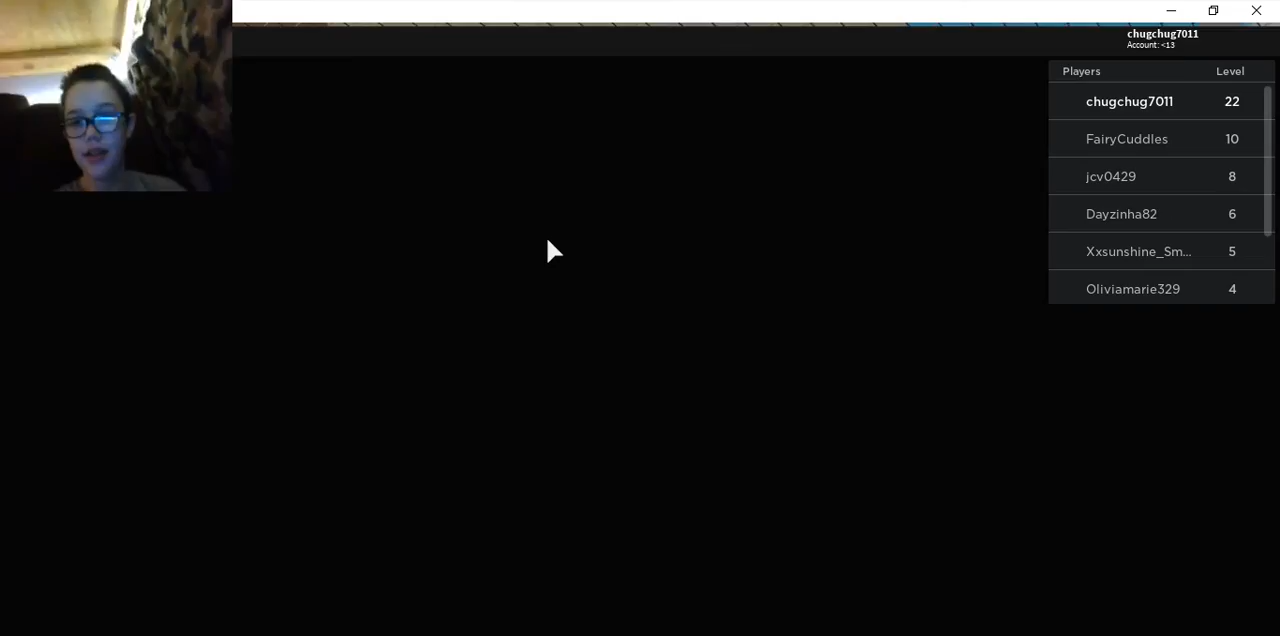 chugchug7011
Account: <13
Players Level
chugchug7011 22
FairyCuddles 10
jcv0429 8
Dayzinha82 6
Xxsunshine_Sm... 5
Oliviamarie329 4